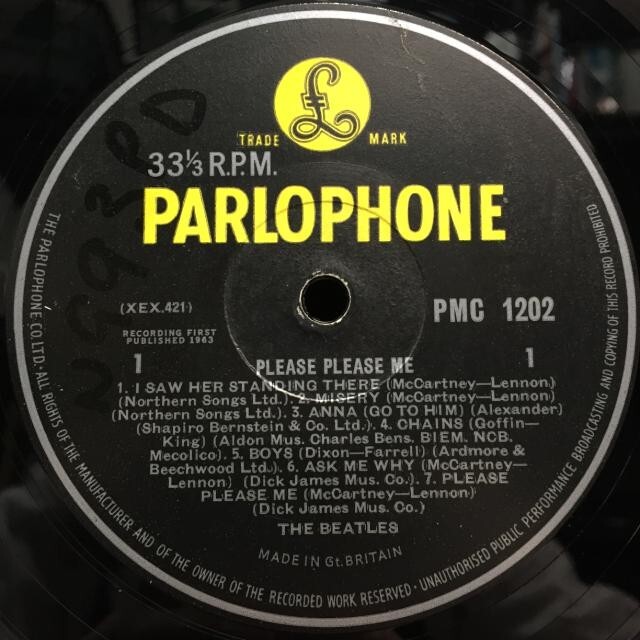 £
TRADE MARK
33⅓ R.P.M.
PARLOPHONE
(XEX.421)
PMC 1202
RECORDING FIRST
PUBLISHED 1963
1 PLEASE PLEASE ME 1
1. I SAW HER STANDING THERE (McCartney—Lennon)
(Northern Songs Ltd.). 2. MISERY (McCartney—Lennon)
(Northern Songs Ltd.). 3. ANNA (GO TO HIM) (Alexander)
(Shapiro Bernstein & Co. Ltd.). 4. CHAINS (Goffin—
King) (Aldon Mus. Charles Bens. BIEM. NCB.
Mecolico). 5. BOYS (Dixon—Farrell) (Ardmore &
Beechwood Ltd.). 6. ASK ME WHY (McCartney—
Lennon) (Dick James Mus. Co.). 7. PLEASE
PLEASE ME (McCartney—Lennon)
(Dick James Mus. Co.)
THE BEATLES
MADE IN Gt. BRITAIN
THE PARLOPHONE CO. LTD. · ALL RIGHTS OF THE MANUFACTURER AND OF THE OWNER OF THE RECORDED WORK RESERVED · UNAUTHORISED PUBLIC PERFORMANCE BROADCASTING AND COPYING OF THIS RECORD PROHIBITED